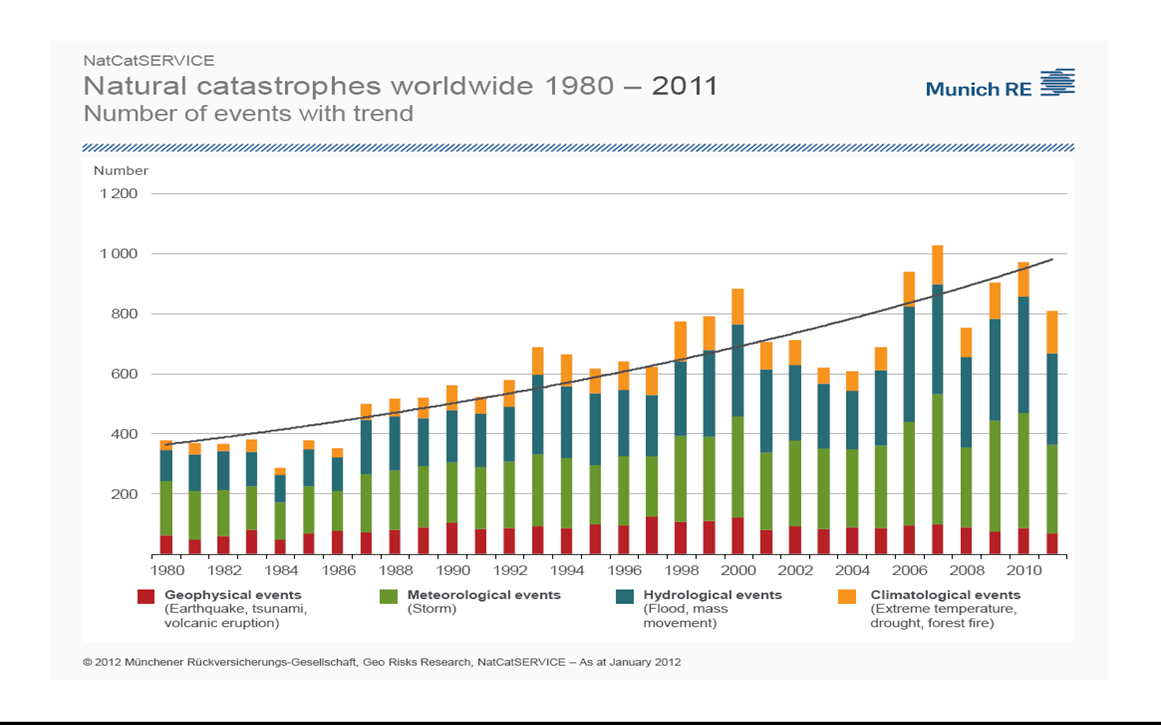 NatCatSERVICE
Natural catastrophes worldwide 1980 – 2011
Number of events with trend
Munich RE
Number
1 200
1 000
800
600
400
200
1980 1982 1984 1986 1988 1990 1992 1994 1996 1998 2000 2002 2004 2006 2008 2010
Geophysical events
(Earthquake, tsunami,
volcanic eruption)
Meteorological events
(Storm)
Hydrological events
(Flood, mass
movement)
Climatological events
(Extreme temperature,
drought, forest fire)
© 2012 Münchener Rückversicherungs-Gesellschaft, Geo Risks Research, NatCatSERVICE – As at January 2012